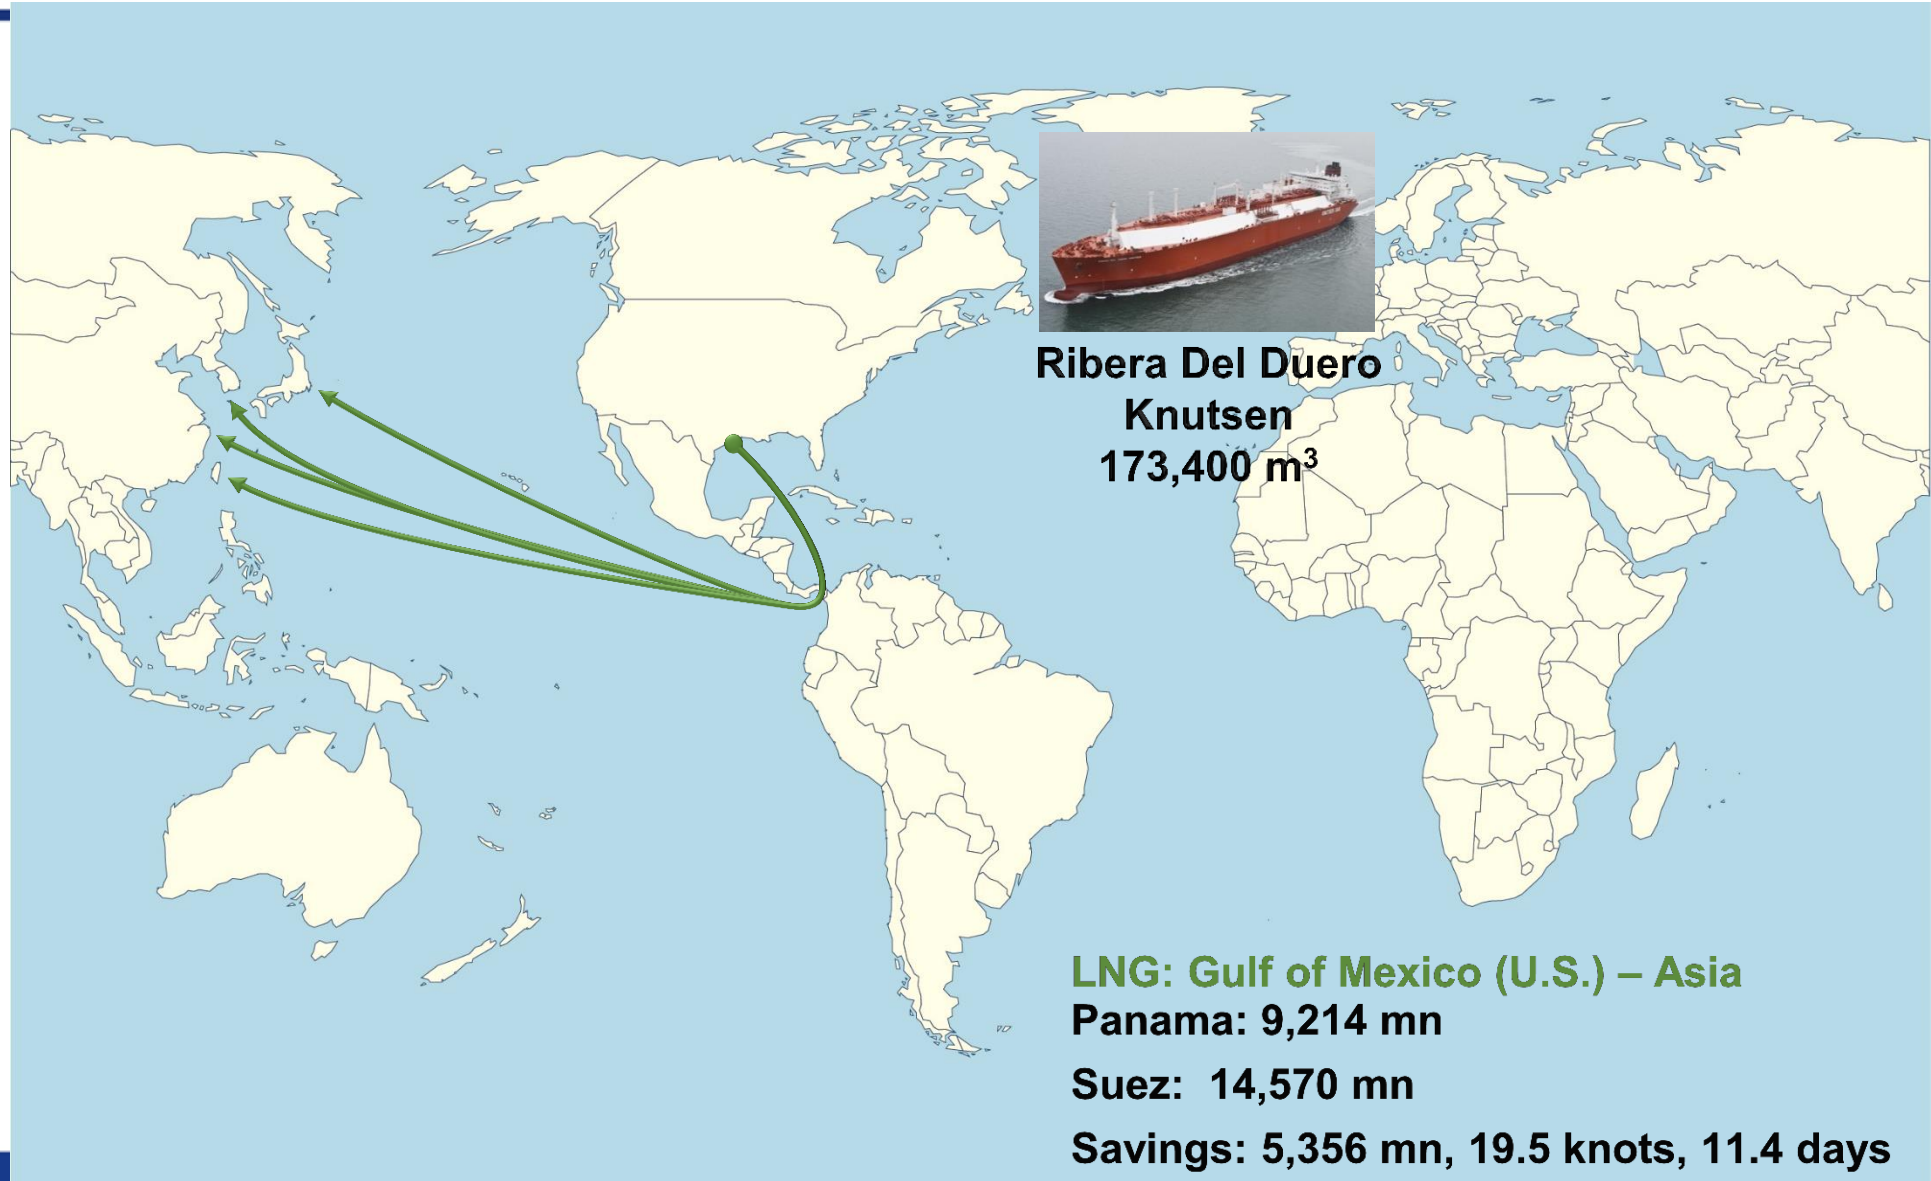 Ribera Del Duero
Knutsen
173,400 m³
LNG: Gulf of Mexico (U.S.) – Asia
Panama: 9,214 mn
Suez: 14,570 mn
Savings: 5,356 mn, 19.5 knots, 11.4 days